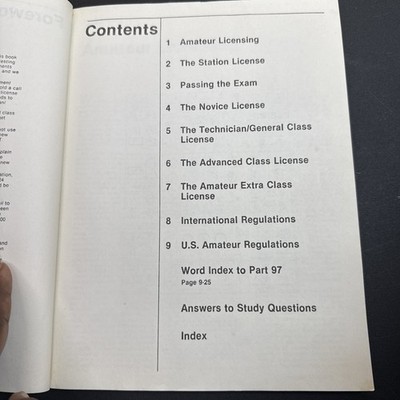 Contents
1 Amateur Licensing
2 The Station License
3 Passing the Exam
4 The Novice License
5 The Technician/General Class
License
6 The Advanced Class License
7 The Amateur Extra Class
License
8 International Regulations
9 U.S. Amateur Regulations
Word Index to Part 97
Page 9-25
Answers to Study Questions
Index